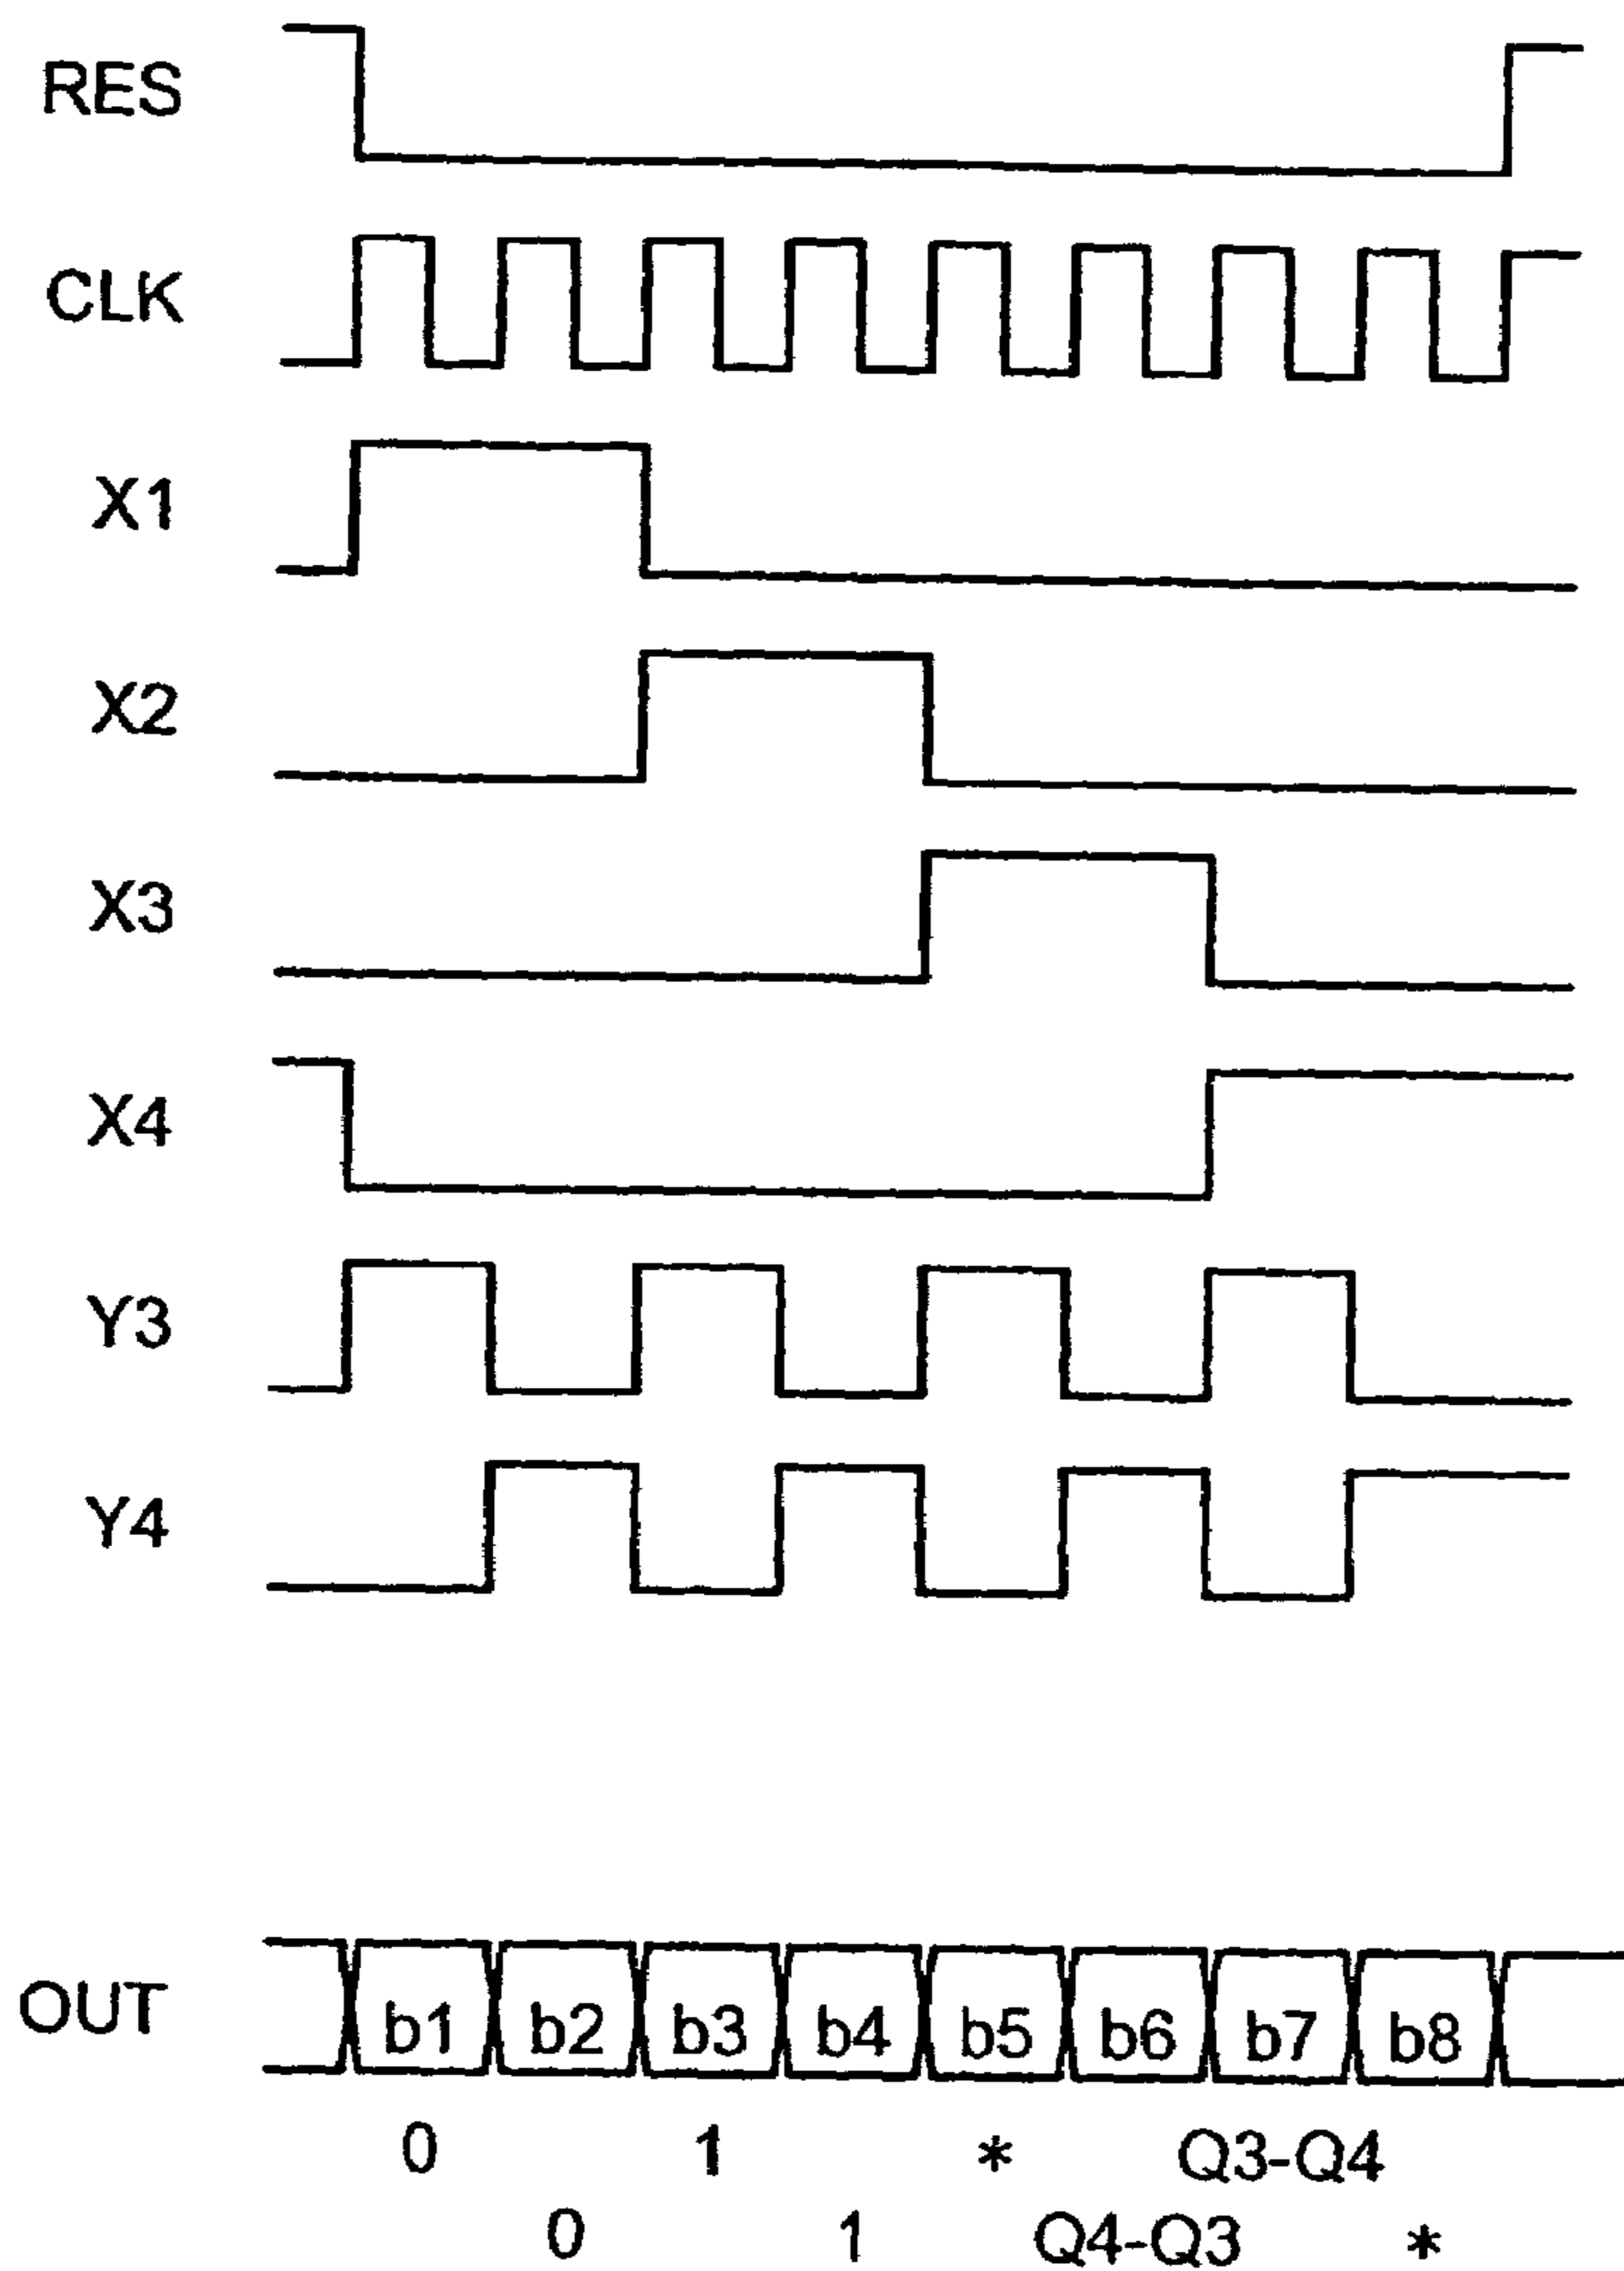 RES
CLK
X1
X2
X3
X4
Y3
Y4
OUT b1 b2 b3 b4 b5 b6 b7 b8
0 1 * Q3-Q4
0 1 Q4-Q3 *